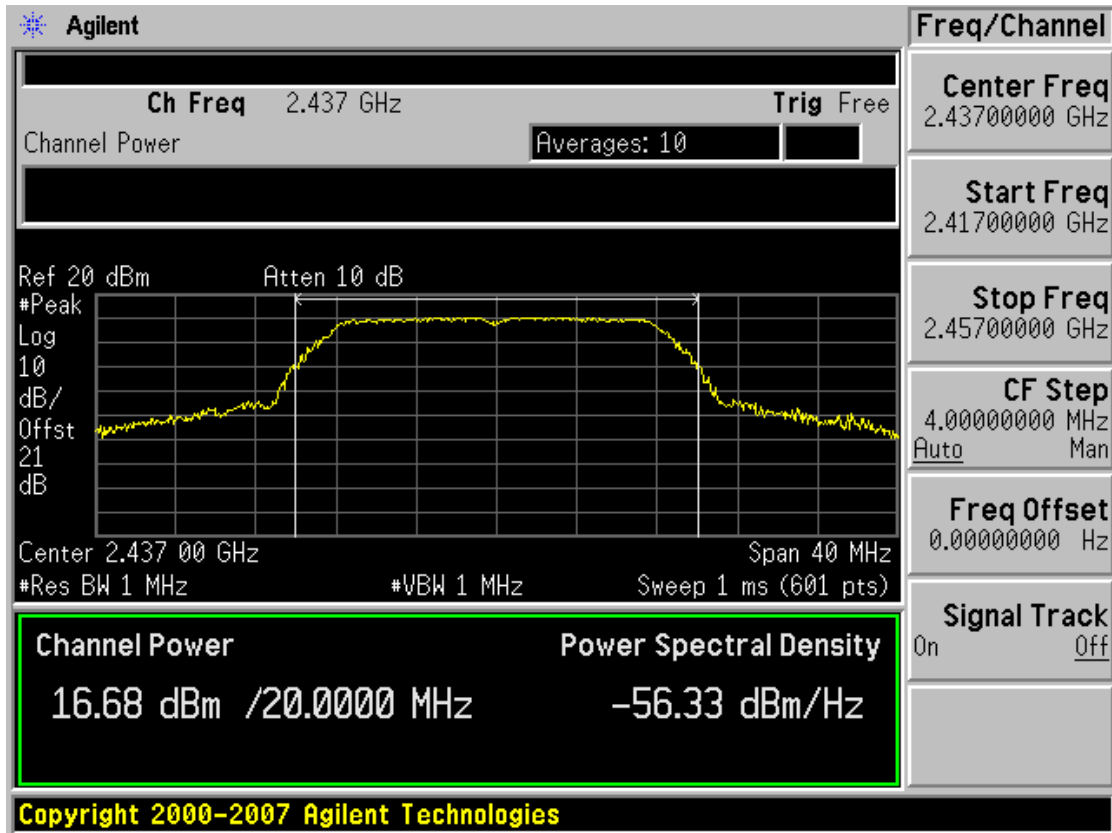 Agilent
Freq/Channel
Ch Freq 2.437 GHz Trig Free
Channel Power Averages: 10
Ref 20 dBm Atten 10 dB
#Peak
Log
10
dB/
Offst
21
dB
Center 2.437 00 GHz Span 40 MHz
#Res BW 1 MHz #VBW 1 MHz Sweep 1 ms (601 pts)
Channel Power Power Spectral Density
16.68 dBm /20.0000 MHz -56.33 dBm/Hz
Copyright 2000-2007 Agilent Technologies
Center Freq
2.43700000 GHz
Start Freq
2.41700000 GHz
Stop Freq
2.45700000 GHz
CF Step
4.00000000 MHz
Auto Man
Freq Offset
0.00000000 Hz
Signal Track
On Off